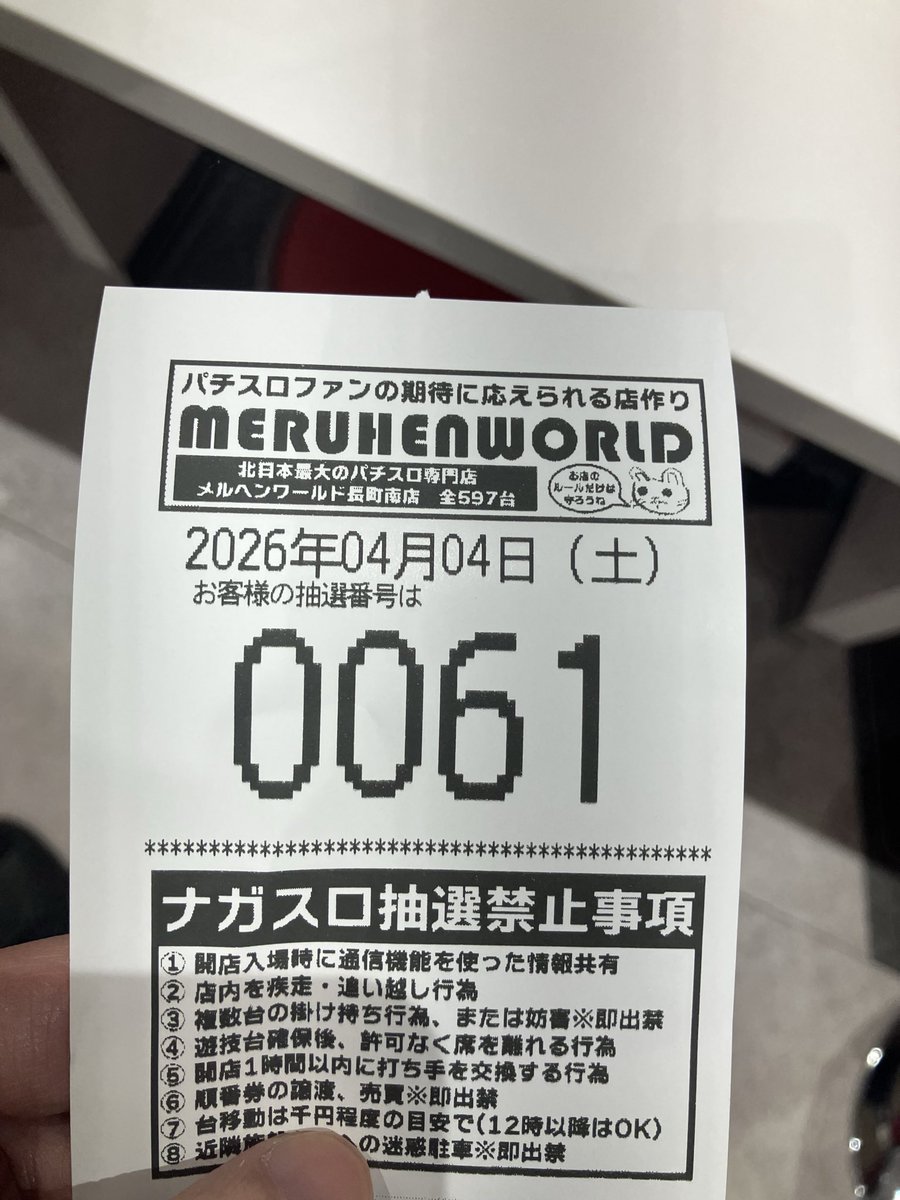 パチスロファンの期待に応えられる店作り
MERUHENWORLD
北日本最大のパチスロ専門店
メルヘンワールド長町南店 全597台
お店の
ルールだけは
守ろうね
2026年04月04日 (土)
お客様の抽選番号は
0061
********************************************
ナガスロ抽選禁止事項
① 開店入場時に通信機能を使った情報共有
② 店内を疾走・追い越し行為
③ 複数台の掛け持ち行為、または妨害※即出禁
④ 遊技台確保後、許可なく席を離れる行為
⑤ 開店1時間以内に打ち手を交換する行為
⑥ 順番券の譲渡、売買※即出禁
⑦ 台移動は千円程度の目安で(12時以降はOK)
⑧ 近隣施 への迷惑駐車※即出禁